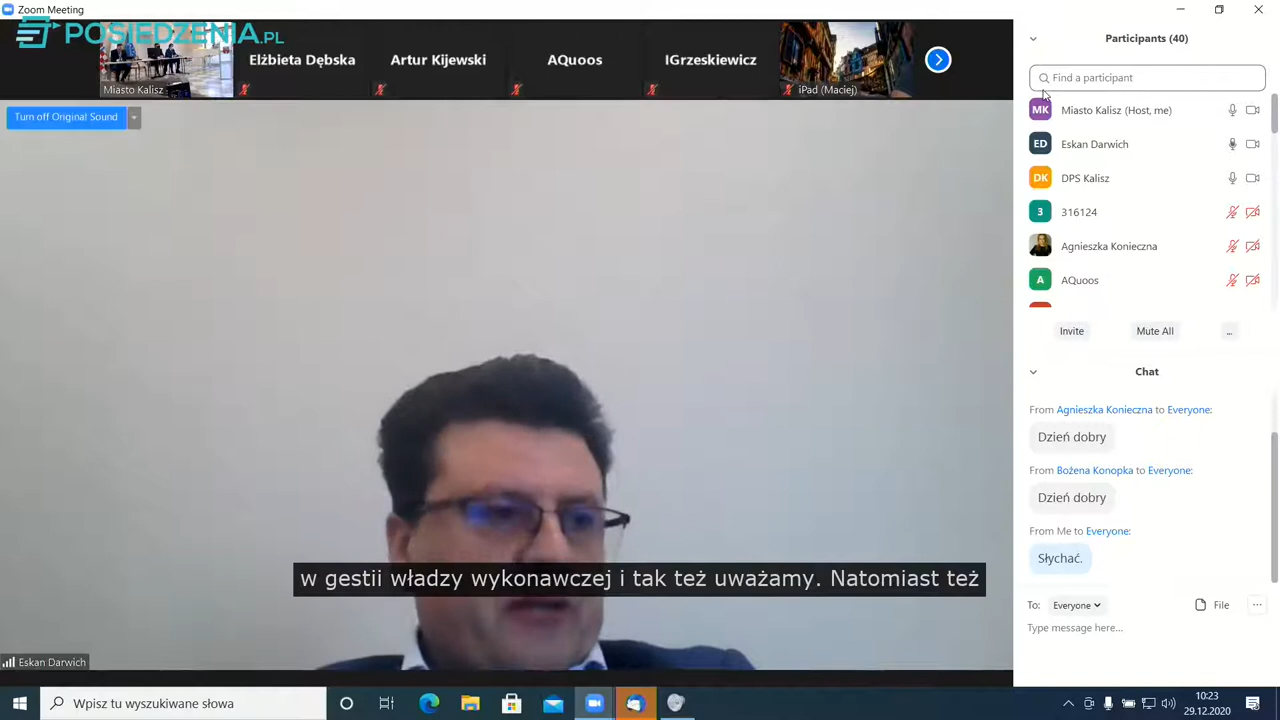 Zoom Meeting
POSIEDZENIA.PL
Miasto Kalisz
Elżbieta Dębska
Artur Kijewski
AQuoos
IGrzeskiewicz
iPad (Maciej)
Turn off Original Sound
w gestii władzy wykonawczej i tak też uważamy. Natomiast też
Eskan Darwich
Participants (40)
Find a participant
MK Miasto Kalisz (Host, me)
ED Eskan Darwich
DK DPS Kalisz
3 316124
Agnieszka Konieczna
A AQuoos
Invite
Mute All
...
Chat
From Agnieszka Konieczna to Everyone:
Dzień dobry
From Bożena Konopka to Everyone:
Dzień dobry
From Me to Everyone:
Słychać.
To: Everyone
File
...
Type message here...
Wpisz tu wyszukiwane słowa
10:23
29.12.2020